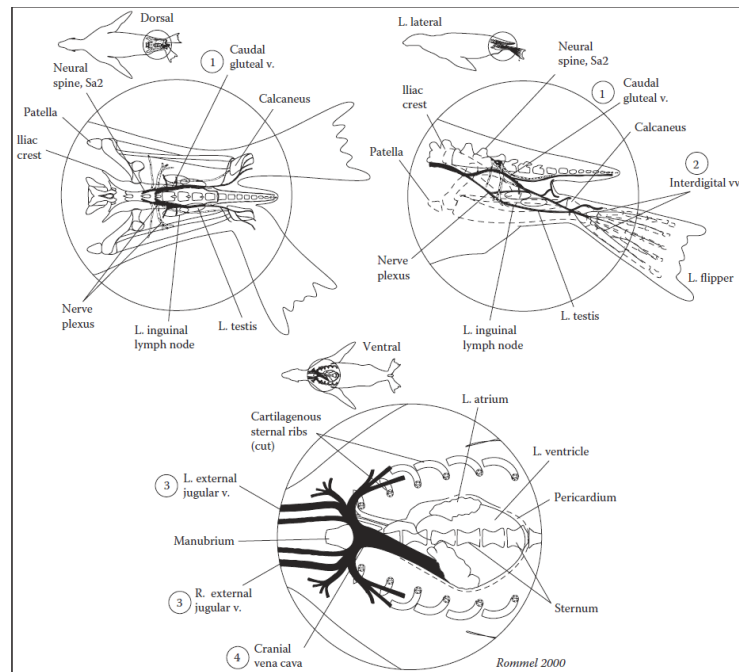 Dorsal
1 Caudal
gluteal v.
Neural
spine, Sa2
Calcaneus
Patella
Iliac
crest
Nerve
plexus
L. inguinal
lymph node
L. testis
L. lateral
Neural
spine, Sa2
1 Caudal
gluteal v.
Iliac
crest
Calcaneus
Patella
2
Interdigital vv
Nerve
plexus
L. flipper
L. testis
L. inguinal
lymph node
Ventral
L. atrium
Cartilagenous
sternal ribs
(cut)
L. ventricle
3 L. external
jugular v.
Pericardium
Manubrium
3 R. external
jugular v.
Sternum
4 Cranial
vena cava
Rommel 2000